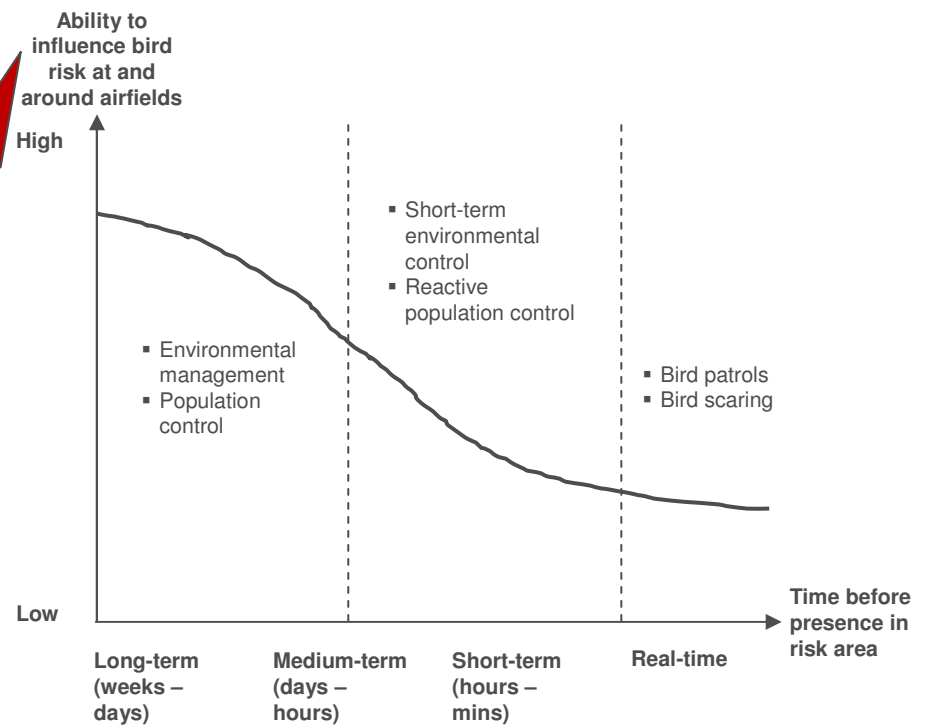 Ability to
influence bird
risk at and
around airfields
High
▪ Short-term
environmental
control
▪ Reactive
population control
▪ Environmental
management
▪ Population
control
▪ Bird patrols
▪ Bird scaring
Low
Time before
presence in
risk area
Long-term
(weeks –
days)
Medium-term
(days –
hours)
Short-term
(hours –
mins)
Real-time